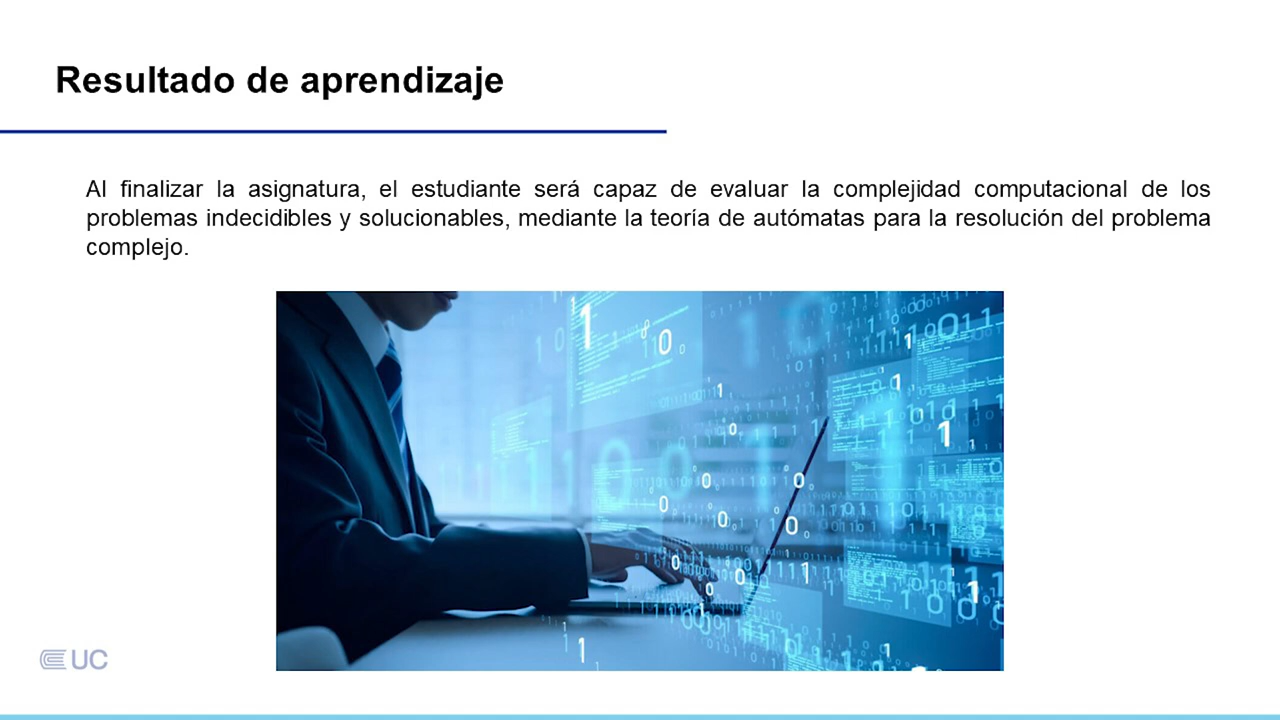 Resultado de aprendizaje
Al finalizar la asignatura, el estudiante será capaz de evaluar la complejidad computacional de los
problemas indecidibles y solucionables, mediante la teoría de autómatas para la resolución del problema
complejo.
UC